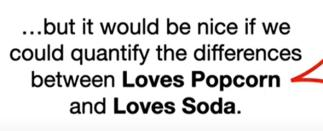 ...but it would be nice if we
could quantify the differences
between Loves Popcorn
and Loves Soda.